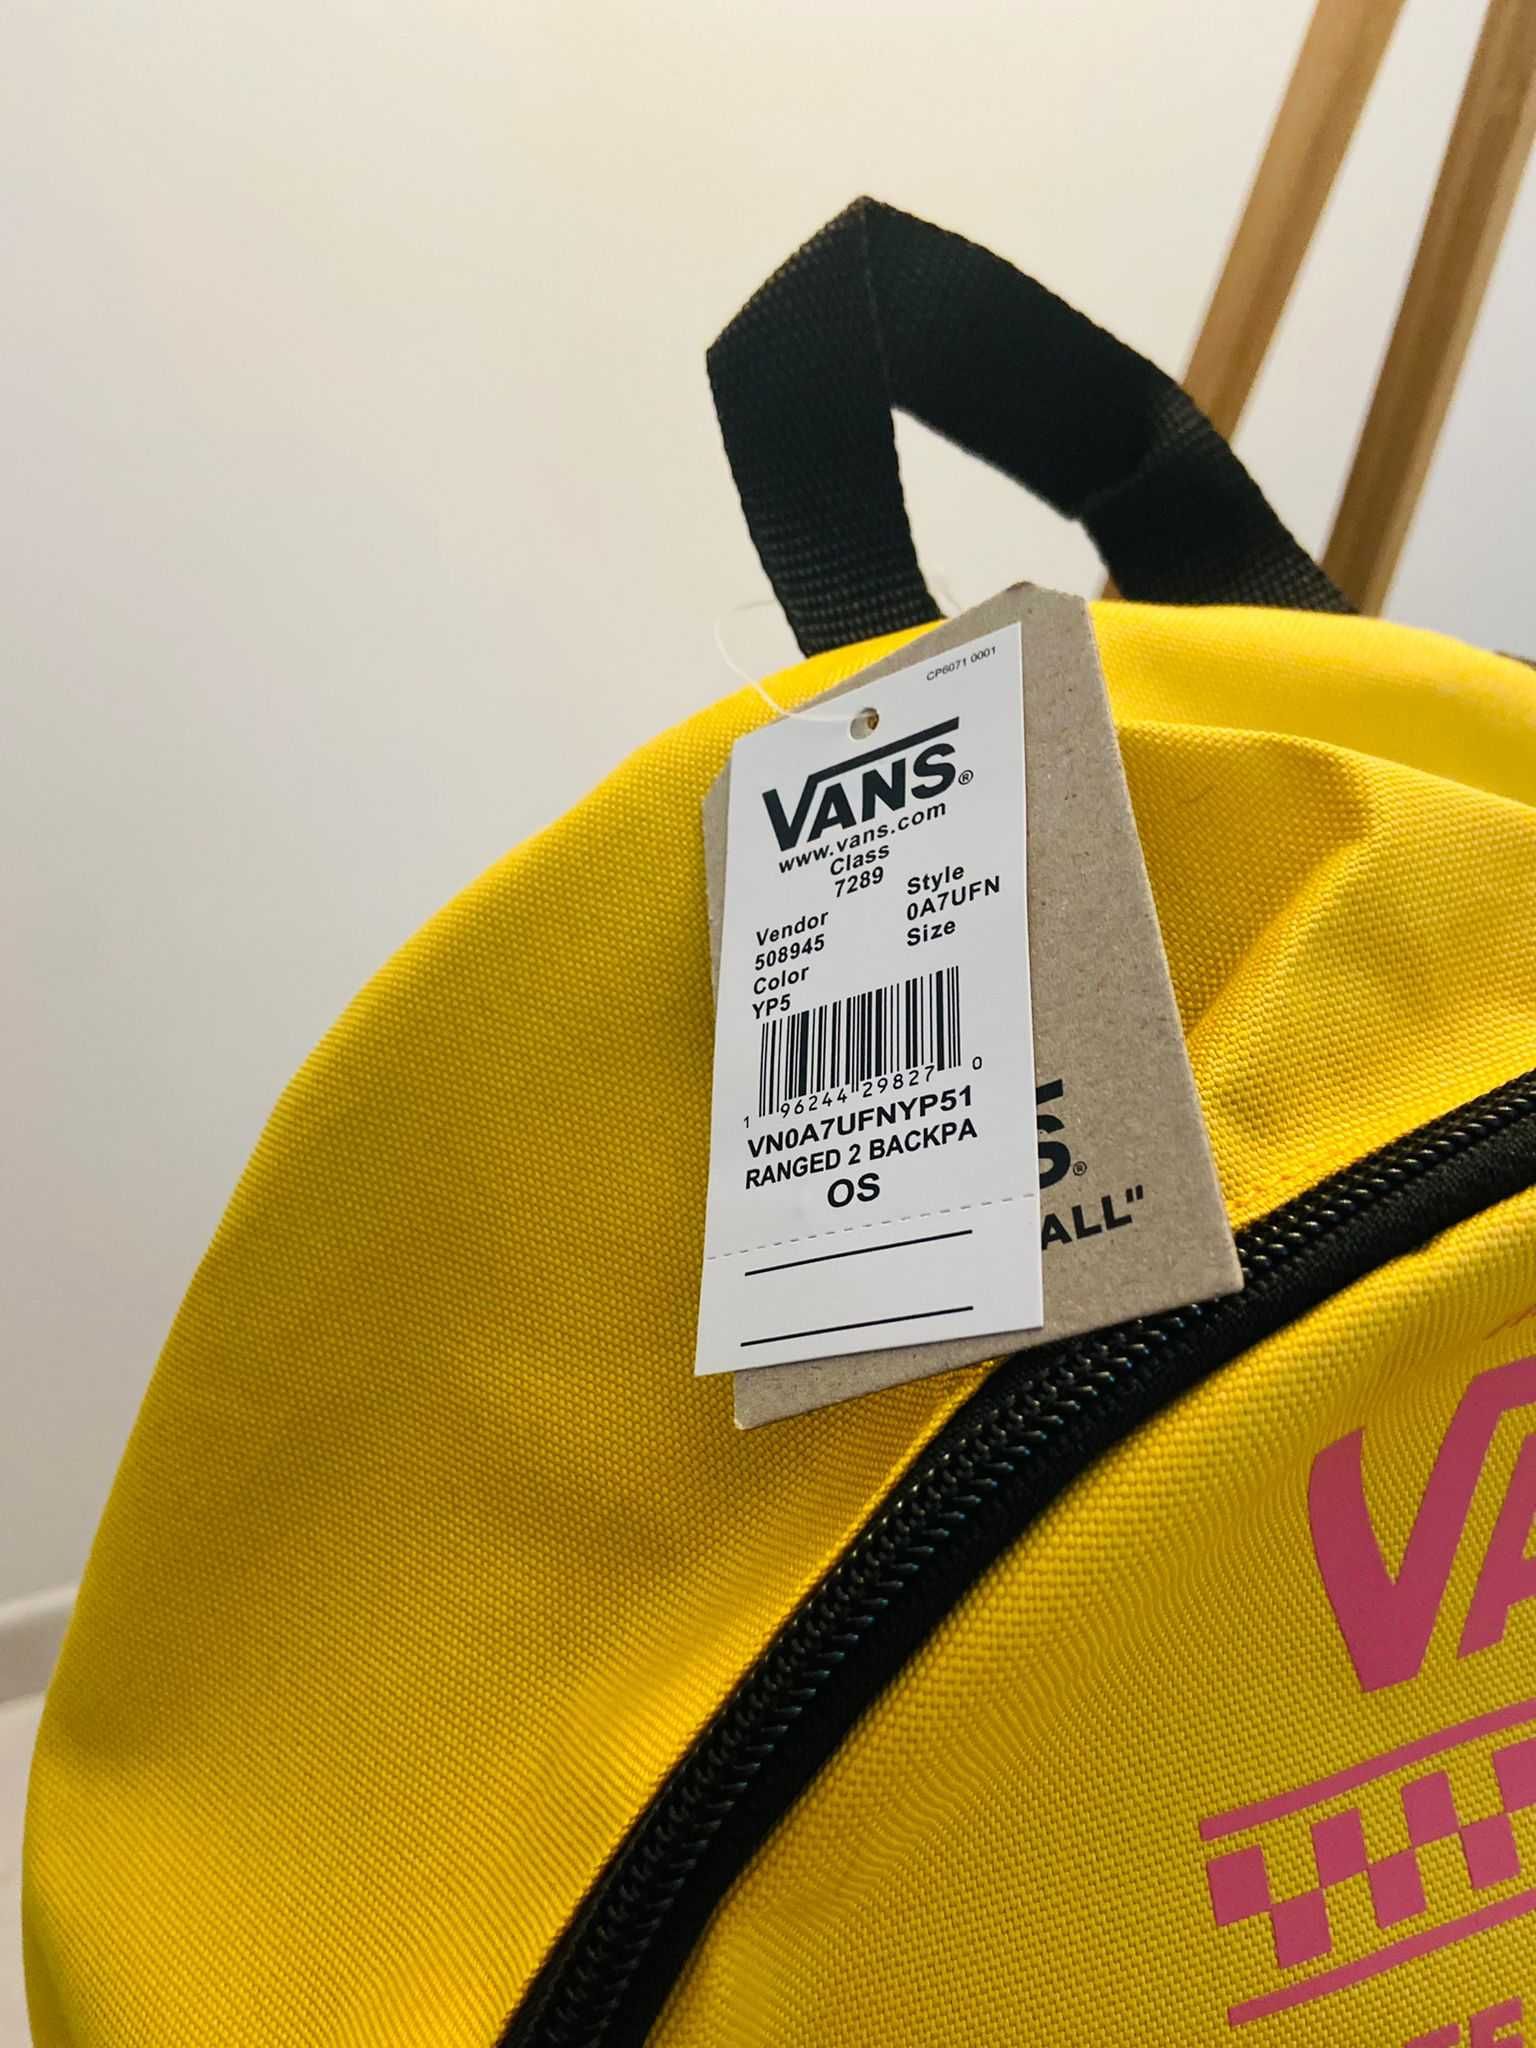 CP6071 0001
VANS®
www.vans.com
Class
7289
Vendor
508945
Style
0A7UFN
Color
YP5
Size
1 96244 29827 0
VN0A7UFNYP51
RANGED 2 BACKPA
OS
S®
ALL"
VA